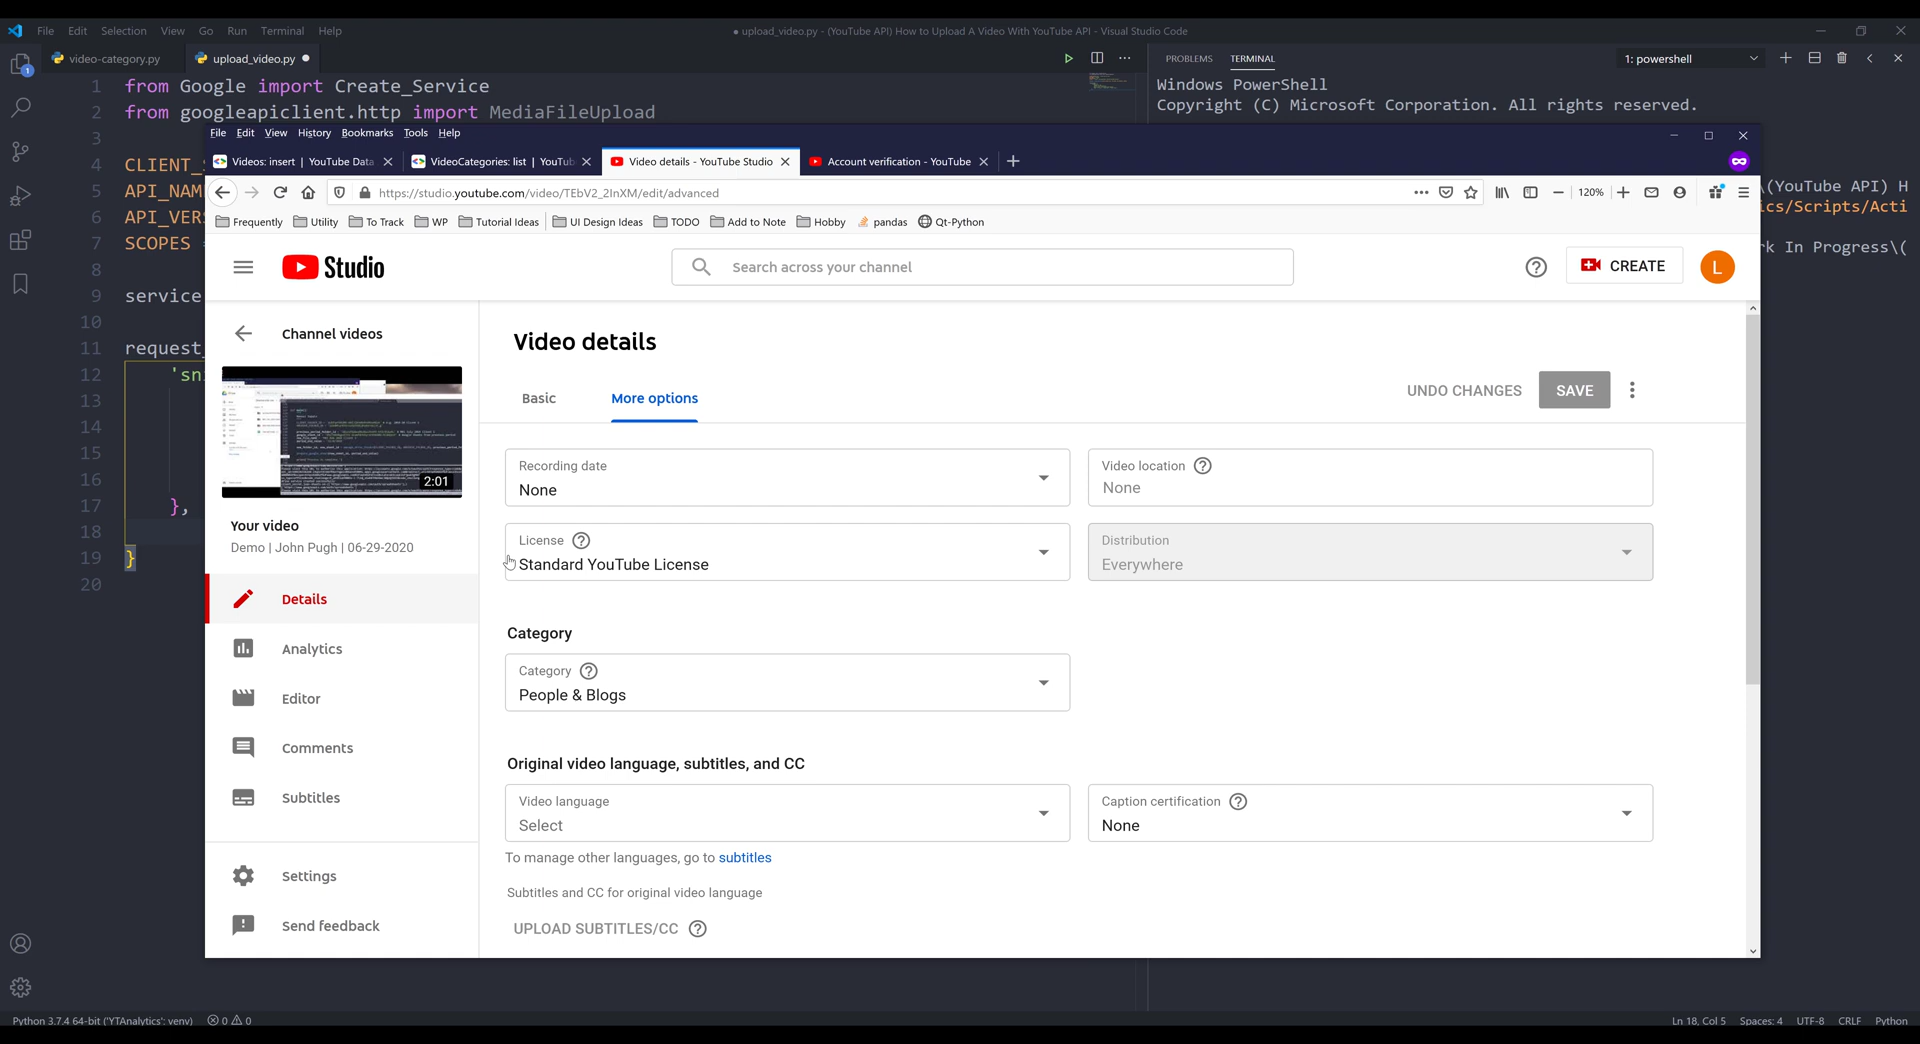 File Edit Selection View Go Run Terminal Help
● upload_video.py - (YouTube API) How to Upload A Video With YouTube API - Visual Studio Code
video-category.py
upload_video.py
PROBLEMS TERMINAL
1: powershell
1 from Google import Create_Service
2 from googleapiclient.http import MediaFileUpload
3
4 CLIENT_
5 API_NAM
6 API_VER
7 SCOPES
8
9 service
10
11 request_
12 'sn
13
14
15
16
17 },
18
19 }
20
Windows PowerShell
Copyright (C) Microsoft Corporation. All rights reserved.
\(YouTube API) H
ics/Scripts/Acti
rk In Progress\(
File Edit View History Bookmarks Tools Help
Videos: insert | YouTube Data
VideoCategories: list | YouTub
Video details - YouTube Studio
Account verification - YouTube
https://studio.youtube.com/video/TEbV2_2InXM/edit/advanced
120%
Frequently Utility To Track WP Tutorial Ideas UI Design Ideas TODO Add to Note Hobby pandas Qt-Python
Studio
Search across your channel
CREATE
L
Channel videos
2:01
Your video
Demo | John Pugh | 06-29-2020
Details
Analytics
Editor
Comments
Subtitles
Settings
Send feedback
Video details
Basic
More options
UNDO CHANGES
SAVE
Recording date
None
Video location
None
License
Standard YouTube License
Distribution
Everywhere
Category
Category
People & Blogs
Original video language, subtitles, and CC
Video language
Select
Caption certification
None
To manage other languages, go to subtitles
Subtitles and CC for original video language
UPLOAD SUBTITLES/CC
1
Python 3.7.4 64-bit ('YTAnalytics': venv)
0 0
Ln 18, Col 5 Spaces: 4 UTF-8 CRLF Python